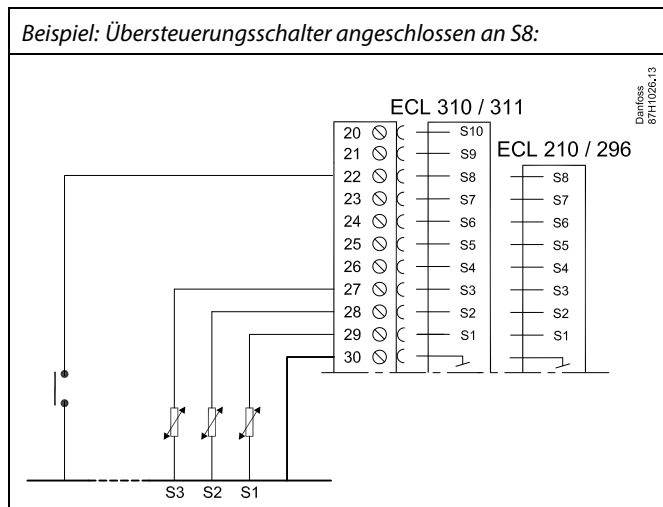 Beispiel: Übersteuerungsschalter angeschlossen an S8:
Danfoss
87H1026.13
ECL 310 / 311
ECL 210 / 296
20 S10
21 S9
22 S8 S8
23 S7 S7
24 S6 S6
25 S5 S5
26 S4 S4
27 S3 S3
28 S2 S2
29 S1 S1
30
S3 S2 S1